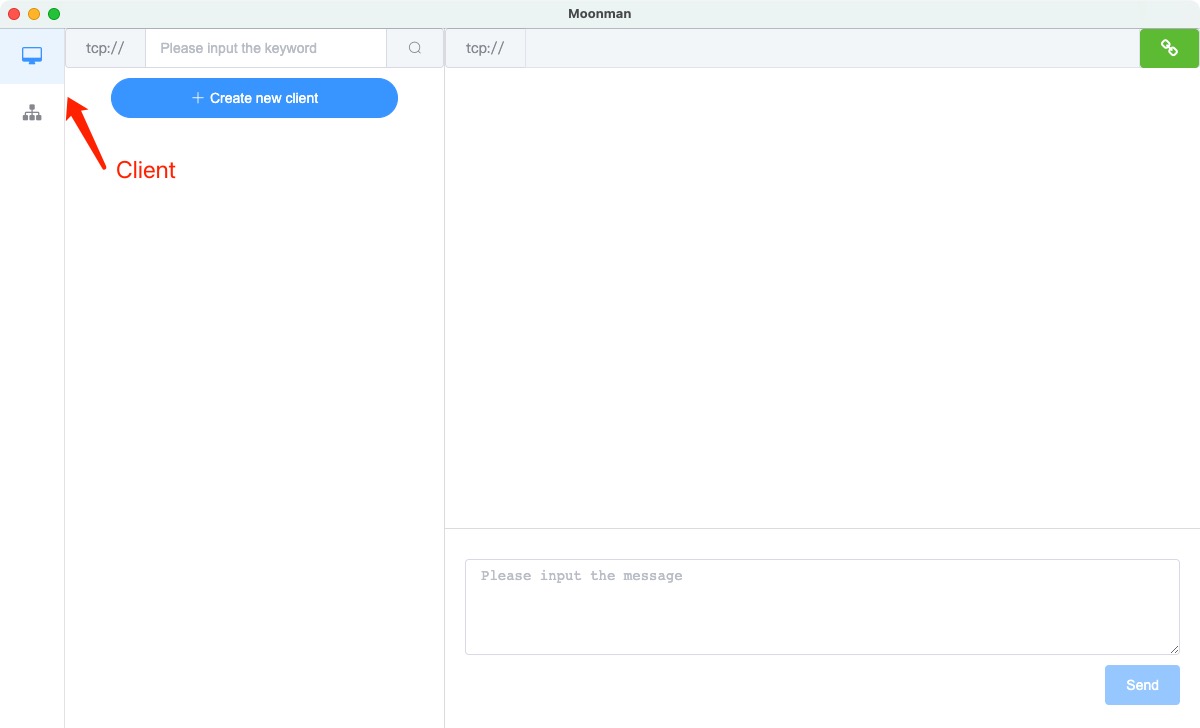 Moonman
tcp:// Please input the keyword tcp://
Create new client
Client
Please input the message
Send